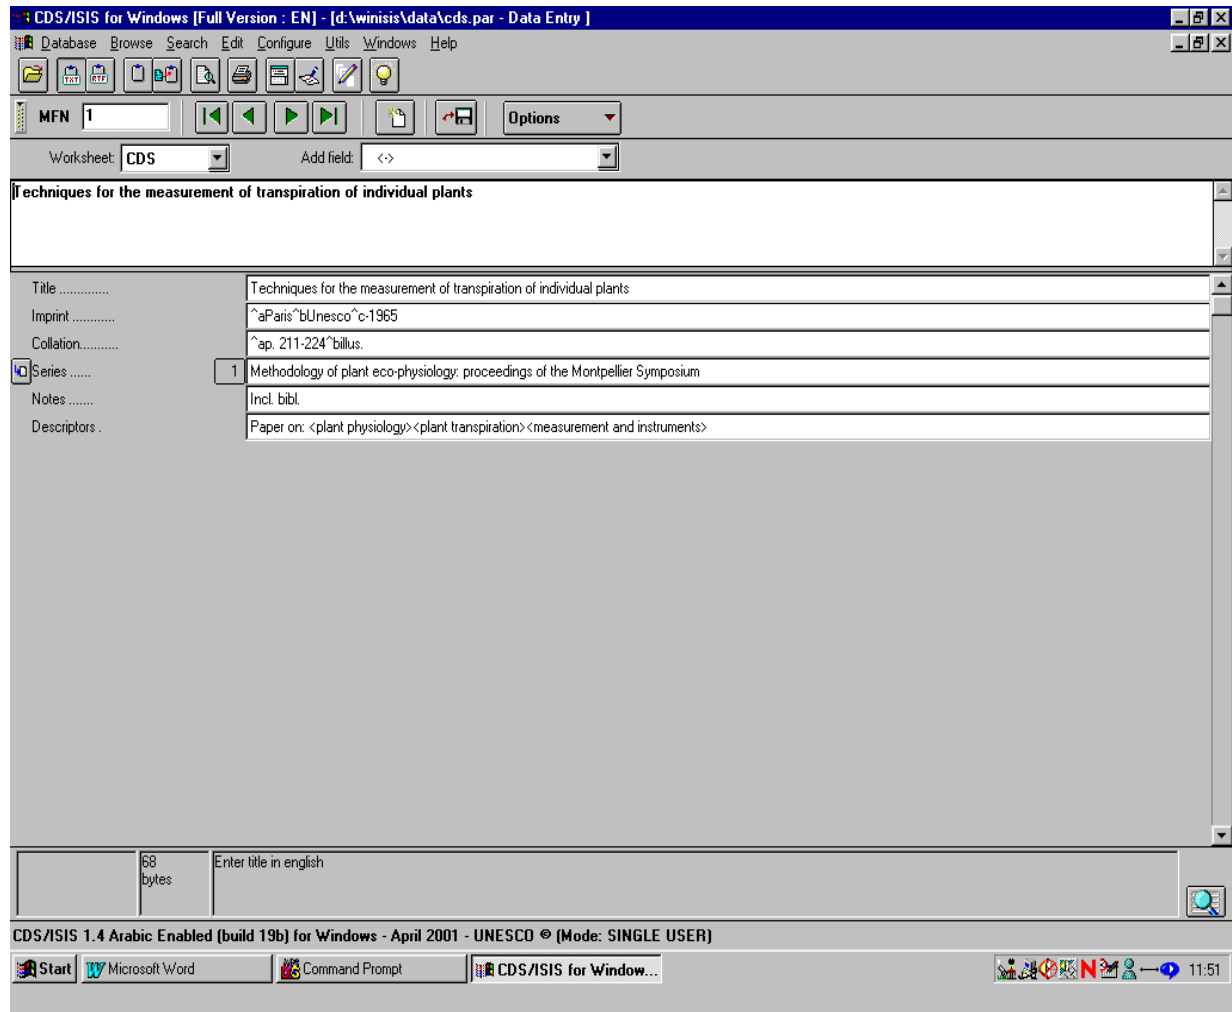 CDS/ISIS for Windows [Full Version : EN] - [d:\winisis\data\cds.par - Data Entry ]
Database Browse Search Edit Configure Utils Windows Help
TXT RTF
MFN 1 Options
Worksheet: CDS Add field: <->
Techniques for the measurement of transpiration of individual plants
Title .............. Techniques for the measurement of transpiration of individual plants
Imprint ............ ^aParis^bUnesco^c-1965
Collation........... ^ap. 211-224^billus.
Series ...... 1 Methodology of plant eco-physiology: proceedings of the Montpellier Symposium
Notes ....... Incl. bibl.
Descriptors . Paper on: <plant physiology><plant transpiration><measurement and instruments>
68 Enter title in english
bytes
CDS/ISIS 1.4 Arabic Enabled (build 19b) for Windows - April 2001 - UNESCO © (Mode: SINGLE USER)
Start Microsoft Word Command Prompt CDS/ISIS for Window... N 11:51